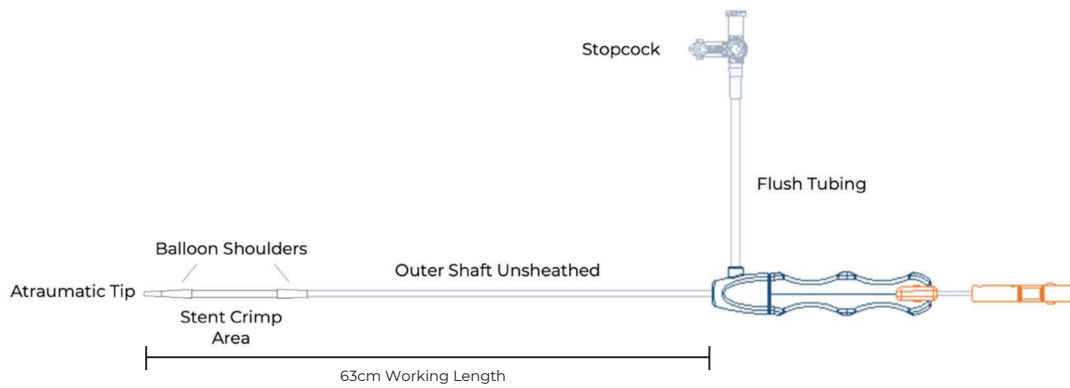 Stopcock
Flush Tubing
Balloon Shoulders
Outer Shaft Unsheathed
Atraumatic Tip
Stent Crimp
Area
63cm Working Length